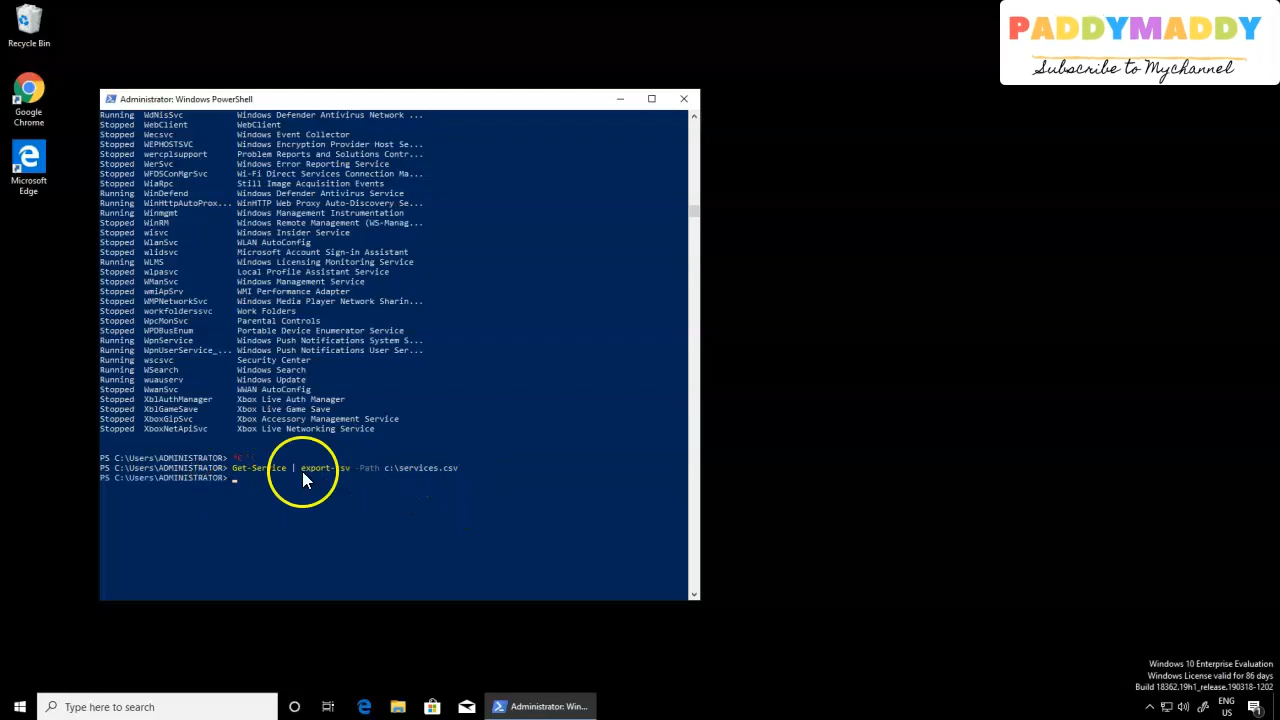 Recycle Bin
Google
Chrome
Microsoft
Edge
PADDYMADDY
Subscribe to Mychannel
Administrator: Windows PowerShell
Running WdNisSvc Windows Defender Antivirus Network ...
Stopped WebClient WebClient
Stopped Wecsvc Windows Event Collector
Stopped WEPHOSTSVC Windows Encryption Provider Host Se...
Stopped wercplsupport Problem Reports and Solutions Contr...
Stopped WerSvc Windows Error Reporting Service
Stopped WFDSConMgrSvc Wi-Fi Direct Services Connection Ma...
Stopped WiaRpc Still Image Acquisition Events
Running WinDefend Windows Defender Antivirus Service
Running WinHttpAutoProx... WinHTTP Web Proxy Auto-Discovery Se...
Running Winmgmt Windows Management Instrumentation
Stopped WinRM Windows Remote Management (WS-Manag...
Stopped wisvc Windows Insider Service
Stopped WlanSvc WLAN AutoConfig
Stopped wlidsvc Microsoft Account Sign-in Assistant
Running WLMS Windows Licensing Monitoring Service
Stopped wlpasvc Local Profile Assistant Service
Stopped WManSvc Windows Management Service
Stopped wmiApSrv WMI Performance Adapter
Stopped WMPNetworkSvc Windows Media Player Network Sharin...
Stopped workfolderssvc Work Folders
Stopped WpcMonSvc Parental Controls
Stopped WPDBusEnum Portable Device Enumerator Service
Running WpnService Windows Push Notifications System S...
Running WpnUserService_... Windows Push Notifications User Ser...
Running wscsvc Security Center
Running WSearch Windows Search
Running wuauserv Windows Update
Stopped WwanSvc WWAN AutoConfig
Stopped XblAuthManager Xbox Live Auth Manager
Stopped XblGameSave Xbox Live Game Save
Stopped XboxGipSvc Xbox Accessory Management Service
Stopped XboxNetApiSvc Xbox Live Networking Service
PS C:\Users\ADMINISTRATOR>
PS C:\Users\ADMINISTRATOR> Get-Service | export-csv -Path c:\services.csv
PS C:\Users\ADMINISTRATOR>
Windows 10 Enterprise Evaluation
Windows License valid for 86 days
Build 18362.19h1_release.190318-1202
Type here to search
Administrator: Win...
ENG
US
1